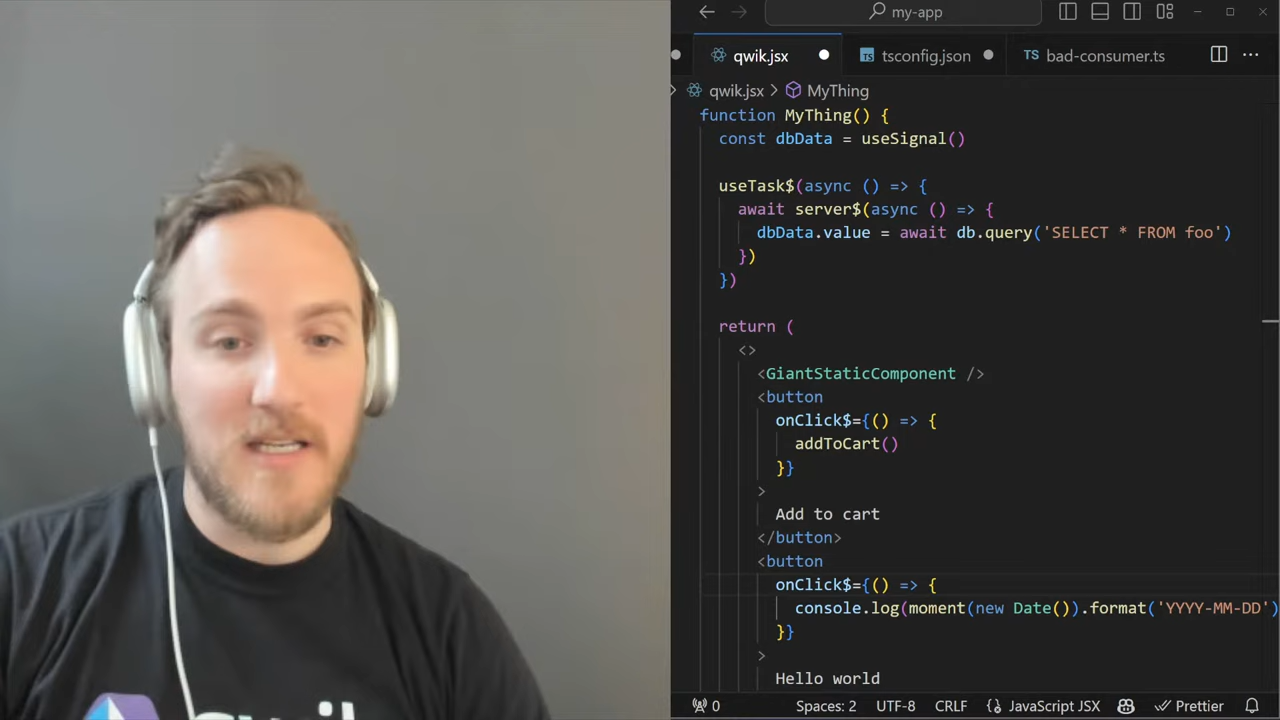 my-app
qwik.jsx
tsconfig.json
TS bad-consumer.ts
qwik.jsx > MyThing
function MyThing() {
const dbData = useSignal()
useTask$(async () => {
await server$(async () => {
dbData.value = await db.query('SELECT * FROM foo')
})
})
return (
<>
<GiantStaticComponent />
<button
onClick$={() => {
addToCart()
}}
>
Add to cart
</button>
<button
onClick$={() => {
console.log(moment(new Date()).format('YYYY-MM-DD')
}}
>
Hello world
0
Spaces: 2
UTF-8
CRLF
{} JavaScript JSX
Prettier